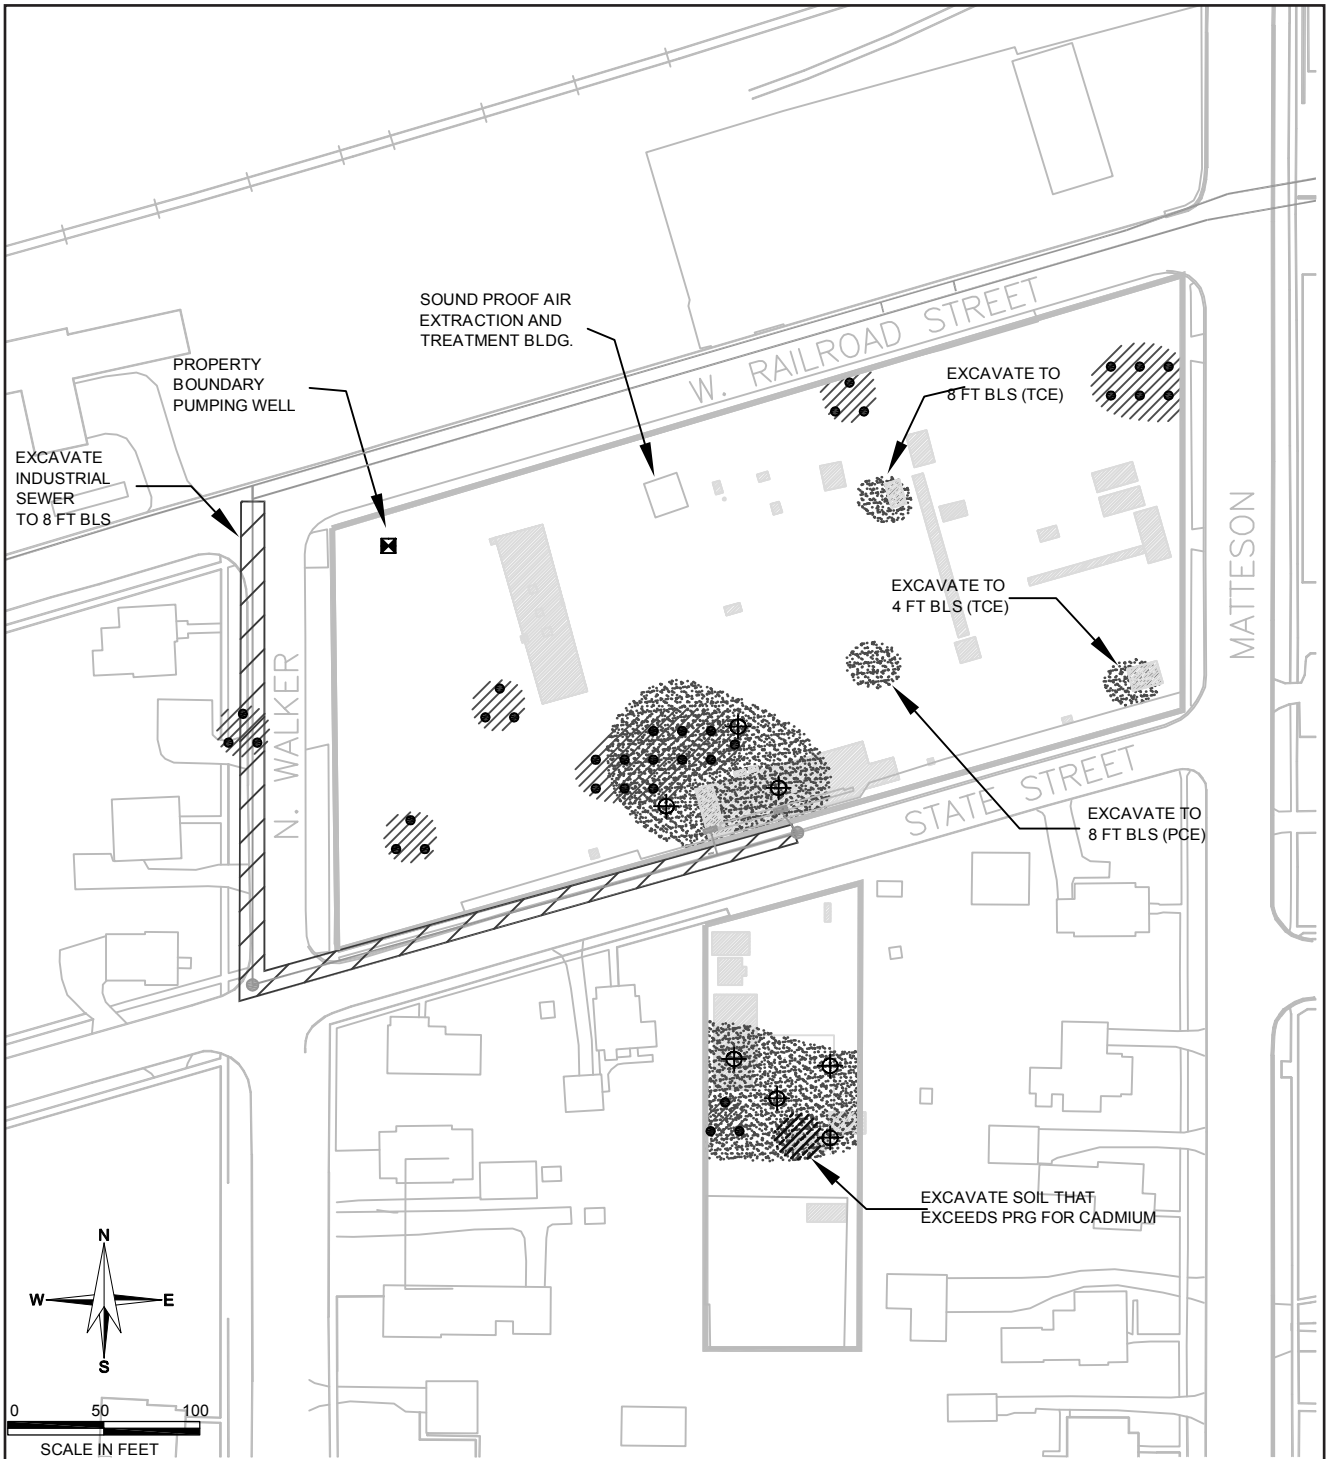 SOUND PROOF AIR
EXTRACTION AND
TREATMENT BLDG.
W. RAILROAD STREET
PROPERTY
BOUNDARY
PUMPING WELL
EXCAVATE TO
8 FT BLS (TCE)
EXCAVATE
INDUSTRIAL
SEWER
TO 8 FT BLS
MATTESON
EXCAVATE TO
4 FT BLS (TCE)
N. WALKER
STATE STREET
EXCAVATE TO
8 FT BLS (PCE)
EXCAVATE SOIL THAT
EXCEEDS PRG FOR CADMIUM
N
W E
S
0 50 100
SCALE IN FEET